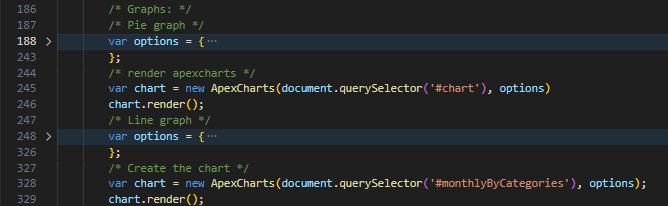 186 /* Graphs: */
187 /* Pie graph */
188 > var options = {···
243 };
244 /* render apexcharts */
245 var chart = new ApexCharts(document.querySelector('#chart'), options)
246 chart.render();
247 /* Line graph */
248 > var options = {···
326 };
327 /* Create the chart */
328 var chart = new ApexCharts(document.querySelector('#monthlyByCategories'), options);
329 chart.render();